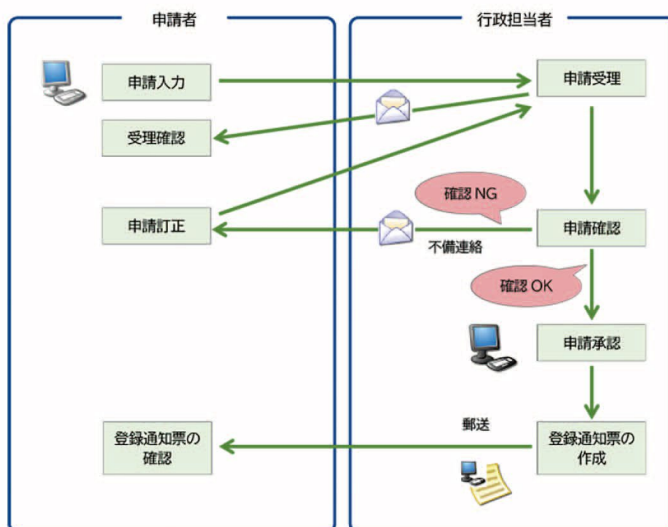 申請者
行政担当者
申請入力
申請受理
受理確認
確認 NG
申請訂正
申請確認
不備連絡
確認 OK
申請承認
郵送
登録通知票の
確認
登録通知票の
作成